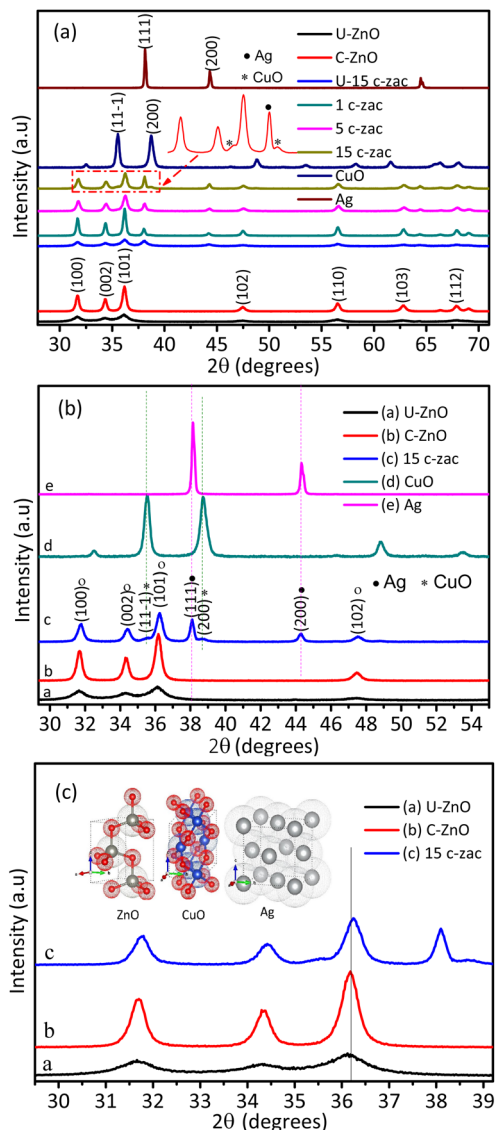 (a)
(111)
(200)
● Ag
* CuO
U-ZnO
C-ZnO
U-15 c-zac
1 c-zac
5 c-zac
15 c-zac
CuO
Ag
(11-1)
(200)
●
*
*
(100)
(002)
(101)
(102)
(110)
(103)
(112)
Intensity (a.u)
30 35 40 45 50 55 60 65 70
2θ (degrees)
(b)
(a) U-ZnO
(b) C-ZnO
(c) 15 c-zac
(d) CuO
(e) Ag
e
d
● Ag * CuO
(100)○
(002)○
(11-1)*
(101)○
(111)●
(200)*
(200)●
(102)○
c
b
a
Intensity (a.u)
30 32 34 36 38 40 42 44 46 48 50 52 54
2θ (degrees)
(c)
(a) U-ZnO
(b) C-ZnO
(c) 15 c-zac
ZnO
CuO
Ag
c
b
a
Intensity (a.u)
30 31 32 33 34 35 36 37 38 39
2θ (degrees)